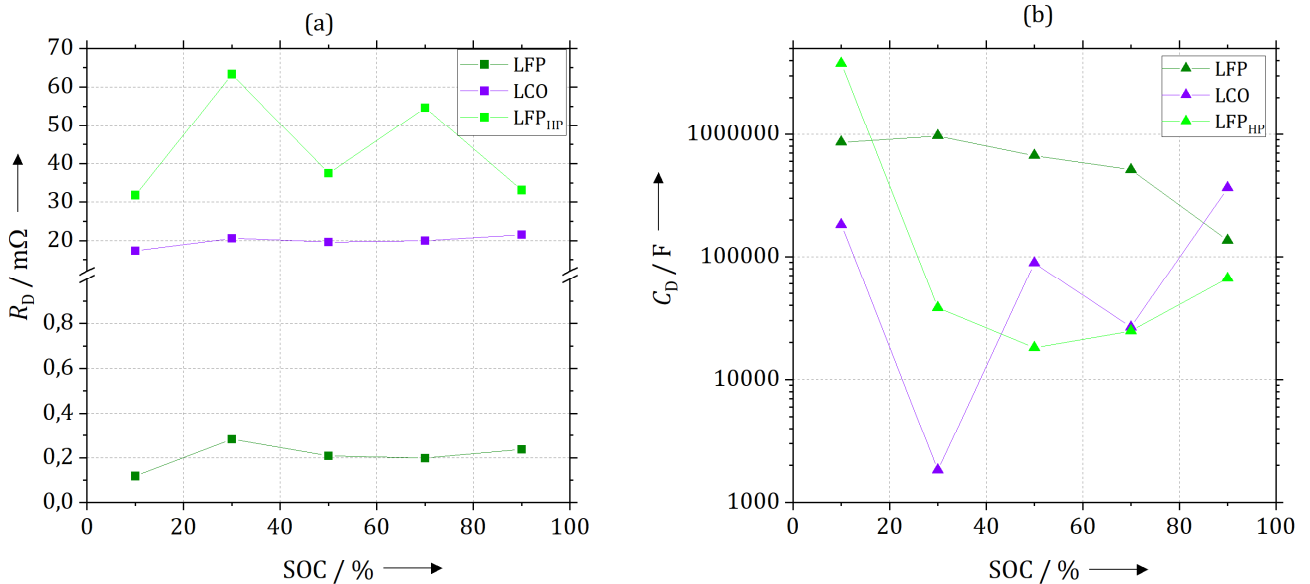 (a)
70
60
50
40
30
20
0,8
0,6
0,4
0,2
0,0
R_D / mΩ
0 20 40 60 80 100
SOC / %
LFP
LCO
LFP_HP
(b)
1000000
100000
10000
1000
C_D / F
0 20 40 60 80 100
SOC / %
LFP
LCO
LFP_HP